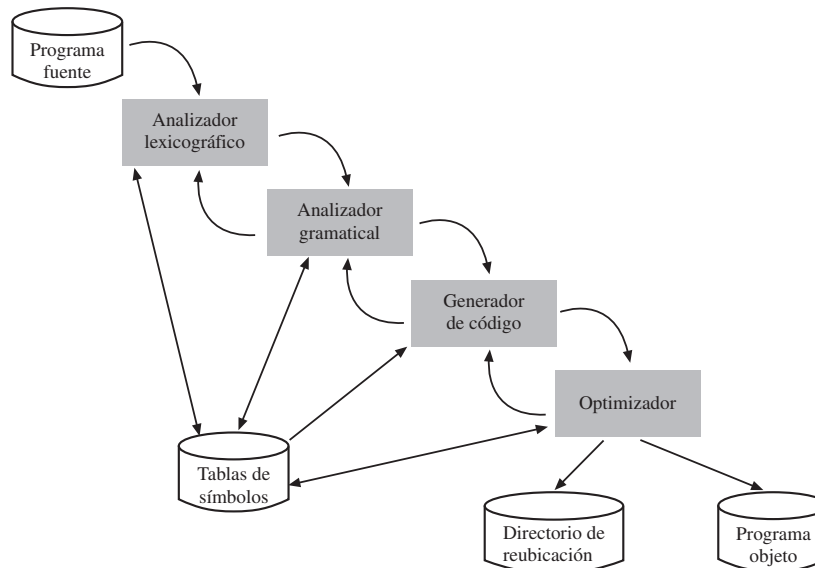 Programa
fuente
Analizador
lexicográfico
Analizador
gramatical
Generador
de código
Optimizador
Tablas de
símbolos
Directorio de
reubicación
Programa
objeto